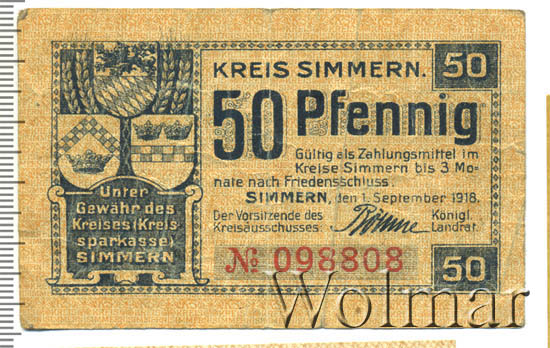 KREIS SIMMERN.
50
50 Pfennig
Gültig als Zahlungsmittel im
Kreise Simmern bis 3 Mo-
nate nach Friedensschluss.
SIMMERN, den 1. September 1918.
Der Vorsitzende des
Kreisausschusses:
Königl.
Landrat.
№ 098808
50
Unter
Gewähr des
Kreises (Kreis-
sparkasse)
SIMMERN
Wolmar